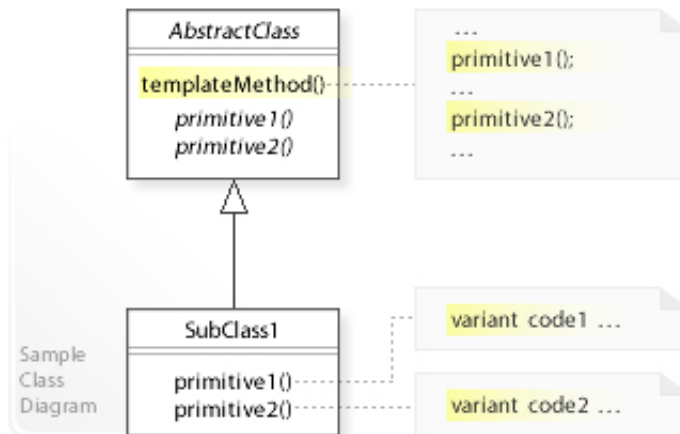 AbstractClass
templateMethod()
primitive1()
primitive2()
...
primitive1();
...
primitive2();
...
SubClass1
primitive1()
primitive2()
variant code1 ...
variant code2 ...
Sample
Class
Diagram